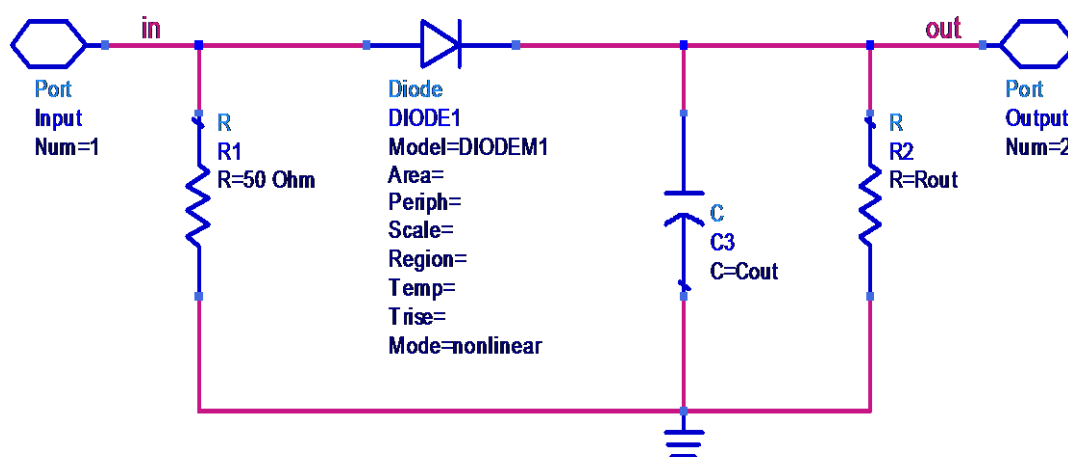 in
out
Port
Input
Num=1
R
R1
R=50 Ohm
Diode
DIODE1
Model=DIODEM1
Area=
Periph=
Scale=
Region=
Temp=
Trise=
Mode=nonlinear
C
C3
C=Cout
R
R2
R=Rout
Port
Output
Num=2